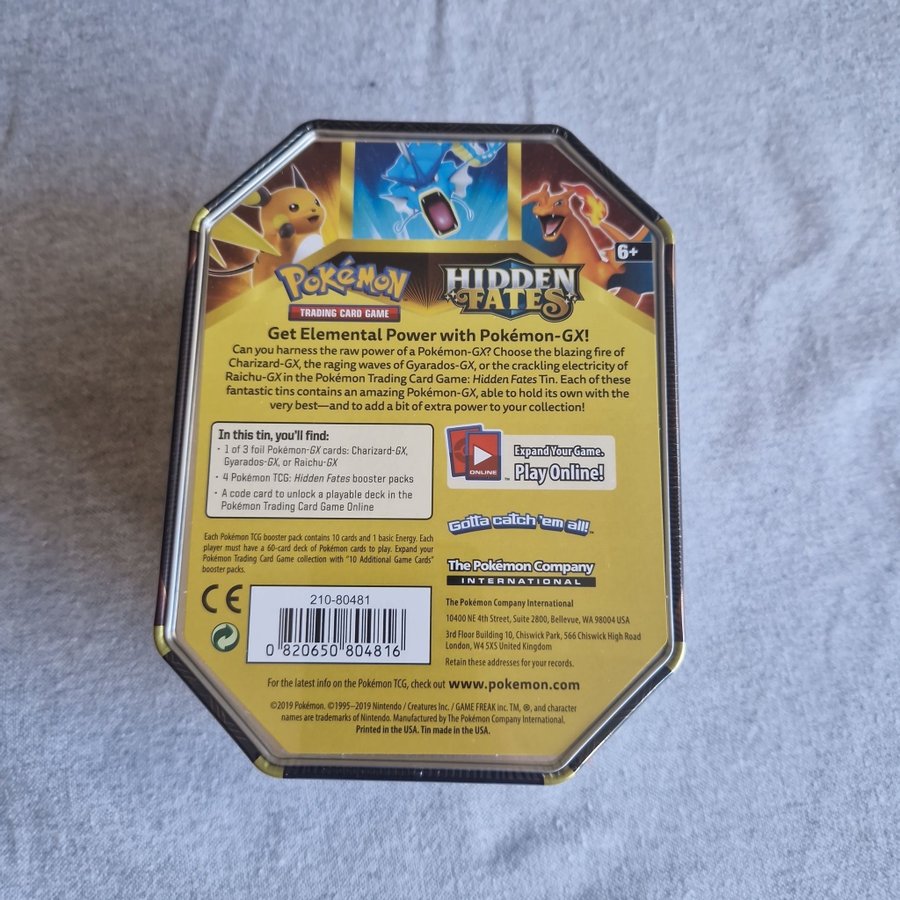 6+
Pokémon
TRADING CARD GAME
HIDDEN
FATES
Get Elemental Power with Pokémon-GX!
Can you harness the raw power of a Pokémon-GX? Choose the blazing fire of
Charizard-GX, the raging waves of Gyarados-GX, or the crackling electricity of
Raichu-GX in the Pokémon Trading Card Game: Hidden Fates Tin. Each of these
fantastic tins contains an amazing Pokémon-GX, able to hold its own with the
very best—and to add a bit of extra power to your collection!
In this tin, you'll find:
• 1 of 3 foil Pokémon-GX cards: Charizard-GX,
Gyarados-GX, or Raichu-GX
• 4 Pokémon TCG: Hidden Fates booster packs
• A code card to unlock a playable deck in the
Pokémon Trading Card Game Online
Each Pokémon TCG booster pack contains 10 cards and 1 basic Energy. Each
player must have a 60-card deck of Pokémon cards to play. Expand your
Pokémon Trading Card Game collection with "10 Additional Game Cards"
booster packs.
ONLINE
™
Expand Your Game.
Play Online!
Gotta catch 'em all!™
The Pokémon Company
INTERNATIONAL
CE
210-80481
0 820650 804816
The Pokémon Company International
10400 NE 4th Street, Suite 2800, Bellevue, WA 98004 USA
3rd Floor Building 10, Chiswick Park, 566 Chiswick High Road
London, W4 5XS United Kingdom
Retain these addresses for your records.
For the latest info on the Pokémon TCG, check out www.pokemon.com
©2019 Pokémon. ©1995–2019 Nintendo / Creatures Inc. / GAME FREAK inc. TM, ®, and character
names are trademarks of Nintendo. Manufactured by The Pokémon Company International.
Printed in the USA. Tin made in the USA.